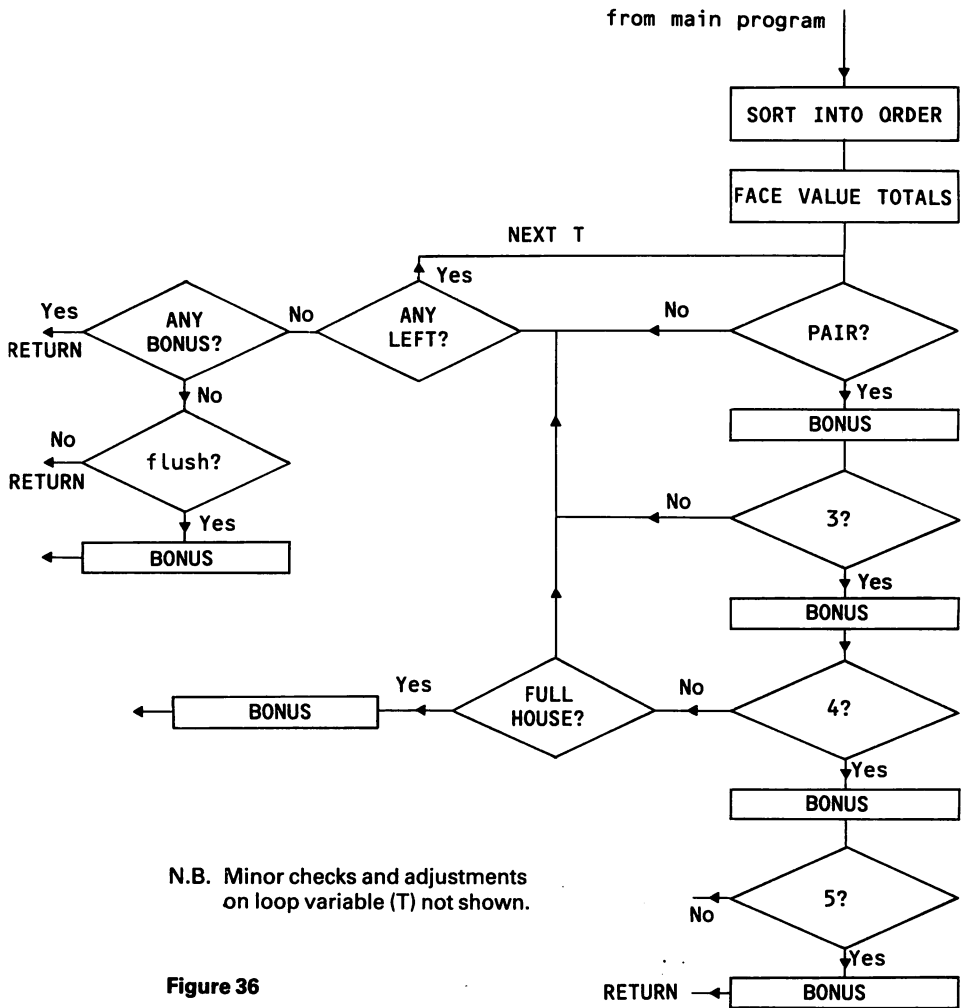 from main program
SORT INTO ORDER
FACE VALUE TOTALS
NEXT T
Yes
Yes
RETURN
ANY
BONUS?
No
ANY
LEFT?
No
PAIR?
No
Yes
BONUS
No
RETURN
flush?
Yes
BONUS
No
3?
Yes
BONUS
BONUS
Yes
FULL
HOUSE?
No
4?
Yes
BONUS
N.B. Minor checks and adjustments
on loop variable (T) not shown.
5?
No
Yes
Figure 36
RETURN
BONUS